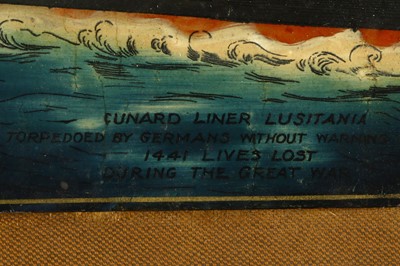 CUNARD LINER LUSITANIA
TORPEDOED BY GERMANS WITHOUT WARNING
1441 LIVES LOST
DURING THE GREAT WAR